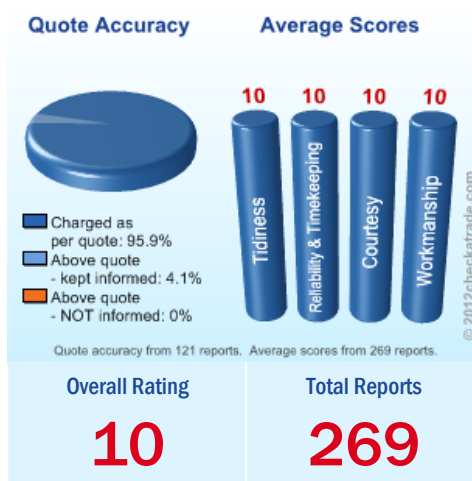 Quote Accuracy
Average Scores
10 10 10 10
Tidiness
Reliability & Timekeeping
Courtesy
Workmanship
Charged as
per quote: 95.9%
Above quote
- kept informed: 4.1%
Above quote
- NOT informed: 0%
© 2012checkatrade.com
Quote accuracy from 121 reports. Average scores from 269 reports.
Overall Rating
10
Total Reports
269